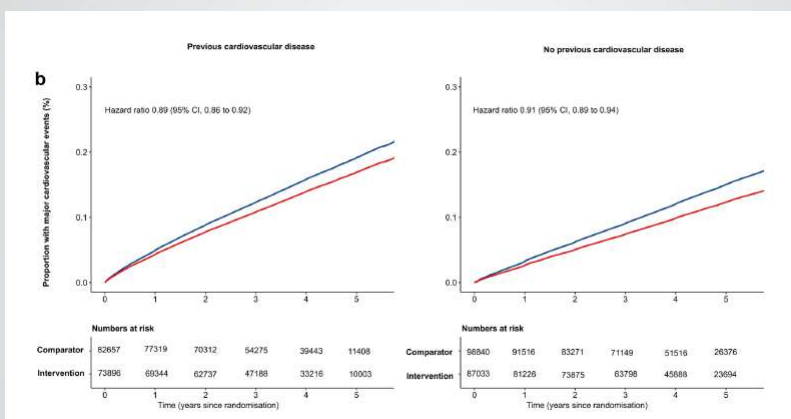 Previous cardiovascular disease
No previous cardiovascular disease
b
Proportion with major cardiovascular events (%)
0.3
0.2
0.1
0.0
Hazard ratio 0.89 (95% CI, 0.86 to 0.92)
0 1 2 3 4 5
0.3
0.2
0.1
0.0
Hazard ratio 0.91 (95% CI, 0.89 to 0.94)
0 1 2 3 4 5
Numbers at risk
Comparator 82657 77319 70312 54275 39443 11408
Intervention 73896 69344 62737 47188 33216 10003
0 1 2 3 4 5
Time (years since randomisation)
Numbers at risk
Comparator 98840 91516 83271 71149 51516 26376
Intervention 87033 81226 73875 63798 45688 23694
0 1 2 3 4 5
Time (years since randomisation)